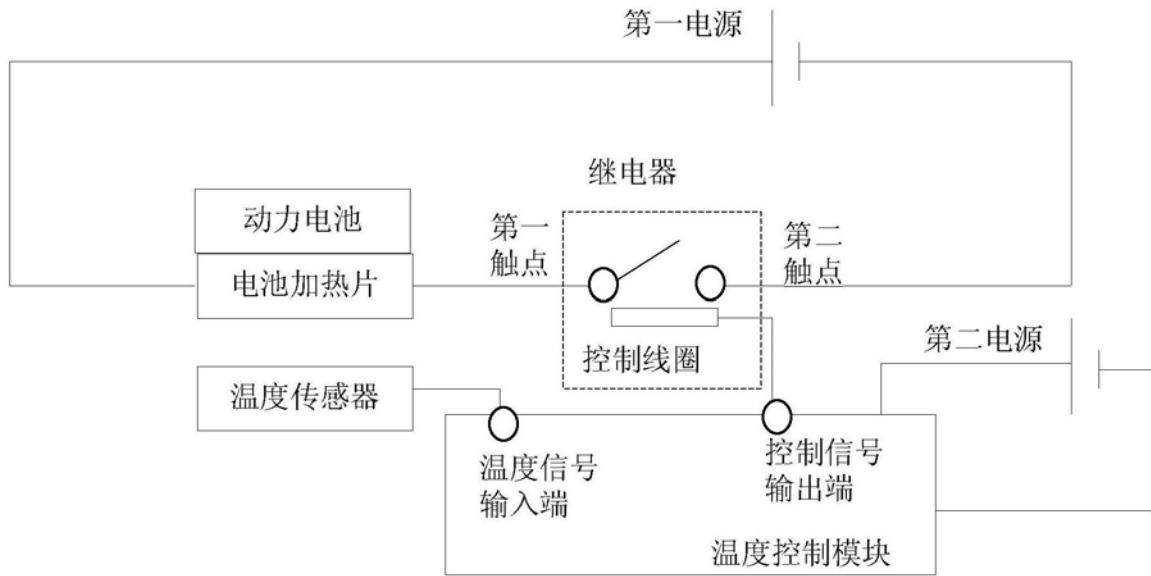 第一电源
继电器
动力电池
第一
触点
第二
触点
电池加热片
第二电源
控制线圈
温度传感器
温度信号
输入端
控制信号
输出端
温度控制模块